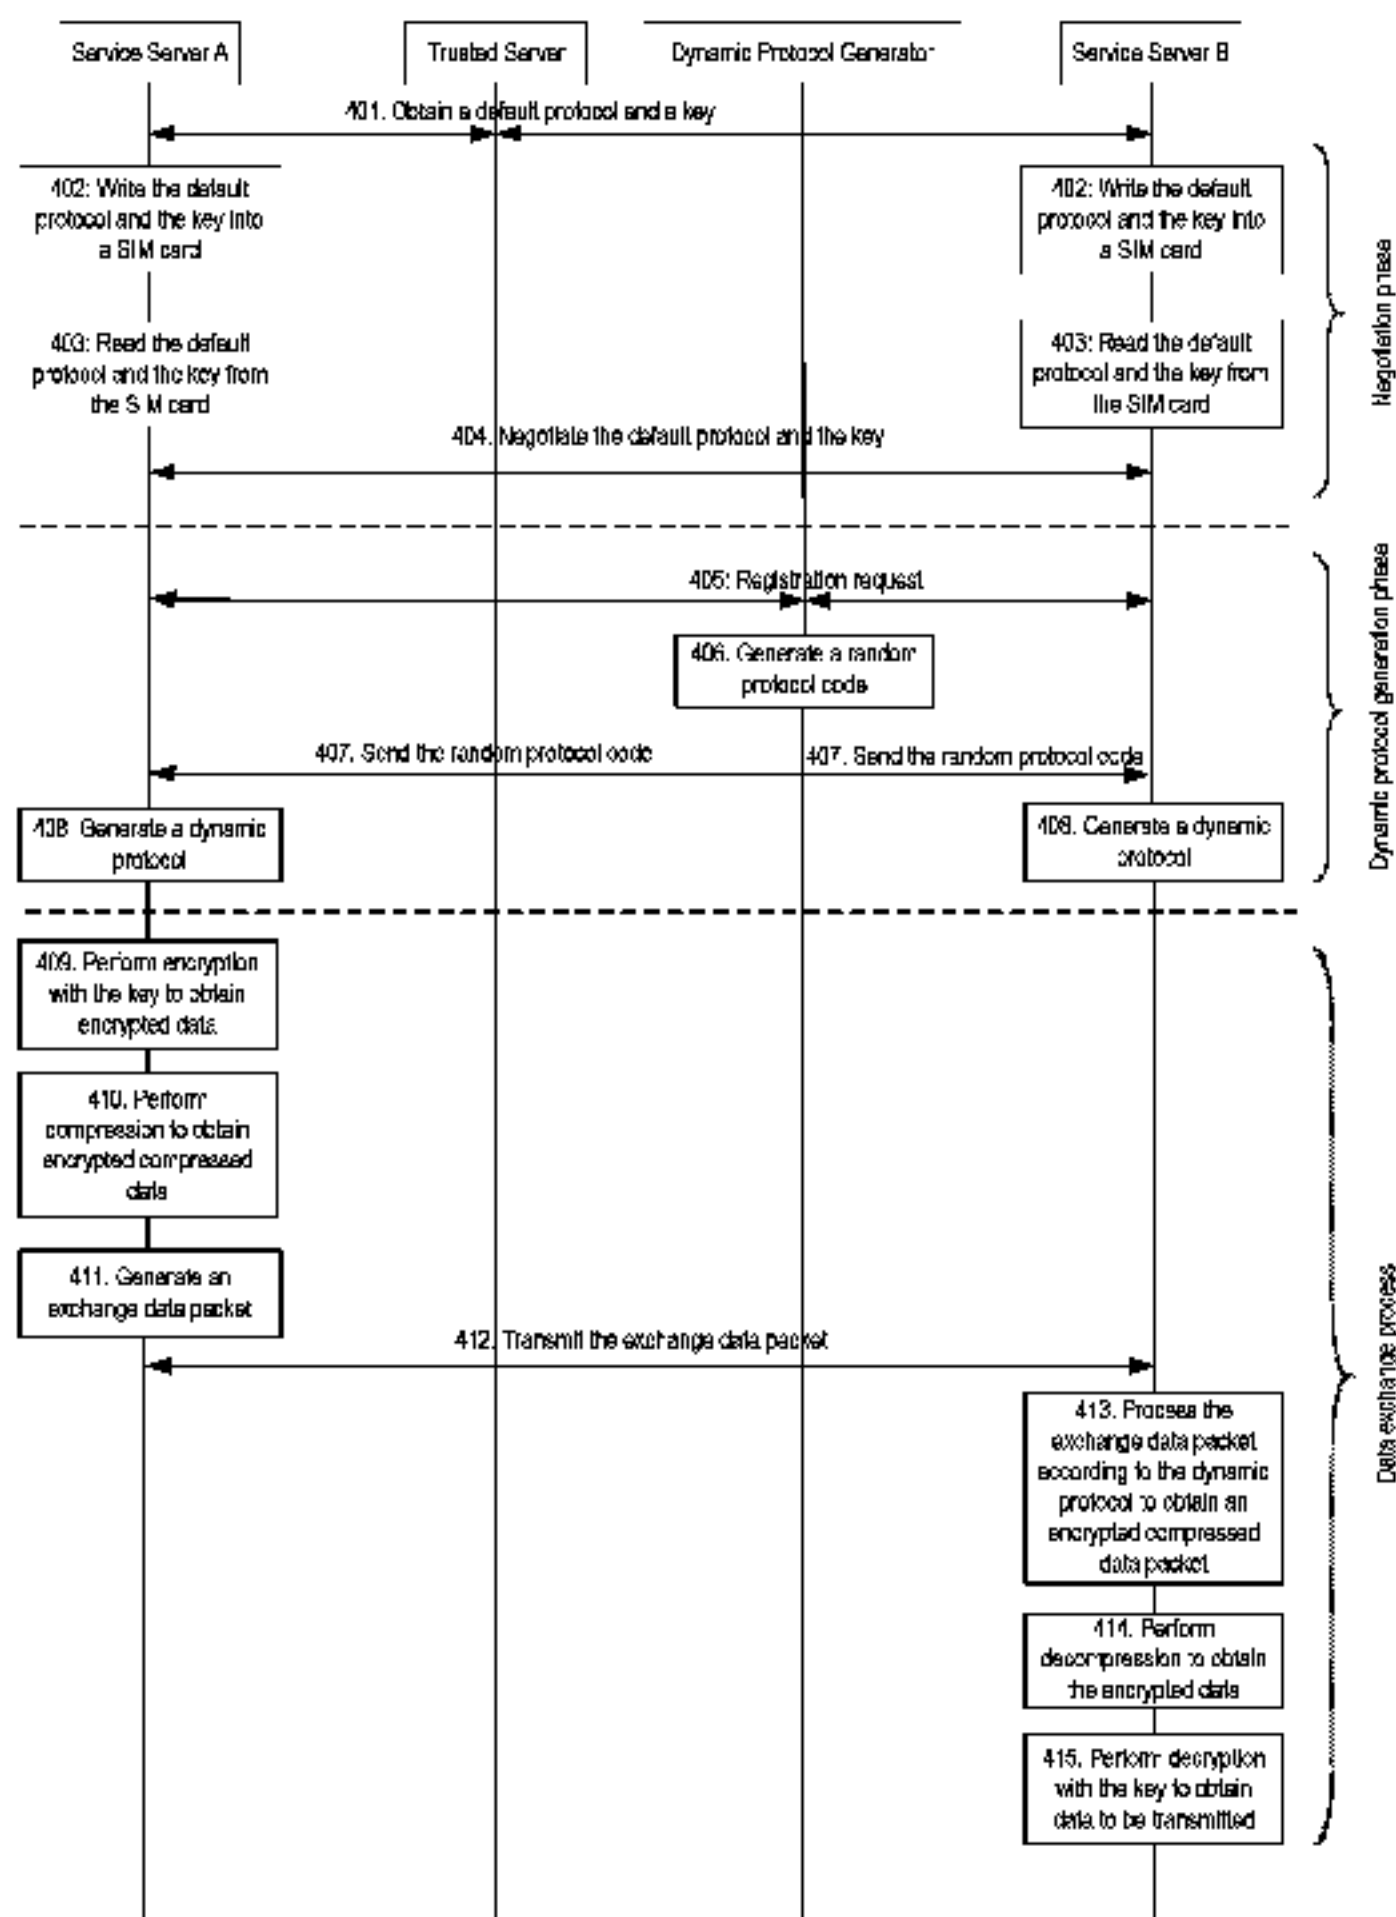 Service Server A
Trusted Server
Dynamic Protocol Generator
Service Server B
401. Obtain a default protocol and a key
402: Write the default
protocol and the key into
a SIM card
402: Write the default
protocol and the key into
a SIM card
403: Read the default
protocol and the key from
the SIM card
403: Read the default
protocol and the key from
the SIM card
404. Negotiate the default protocol and the key
Negotiation phase
405: Registration request
406. Generate a random
protocol code
407. Send the random protocol code
407. Send the random protocol code
408. Generate a dynamic
protocol
408. Generate a dynamic
protocol
Dynamic protocol generation phase
409. Perform encryption
with the key to obtain
encrypted data
410. Perform
compression to obtain
encrypted compressed
data
411. Generate an
exchange data packet
412. Transmit the exchange data packet
413. Process the
exchange data packet
according to the dynamic
protocol to obtain an
encrypted compressed
data packet
414. Perform
decompression to obtain
the encrypted data
415. Perform decryption
with the key to obtain
data to be transmitted
Data exchange process